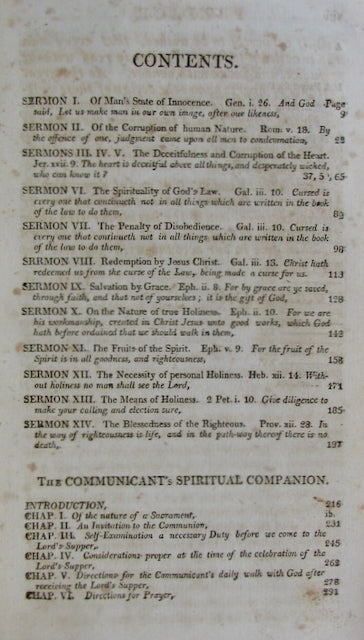 CONTENTS.
SERMON I. Of Man's State of Innocence. Gen. i. 26. And God Page
said, Let us make man in our own image, after our likeness, 9
SERMON II. Of the Corruption of human Nature. Rom. v. 18. By
the offence of one, judgment came upon all men to condemnation, 23
SERMONS III. IV. V. The Deceitfulness and Corruption of the Heart.
Jer. xvii. 9. The heart is deceitful above all things, and desperately wicked,
who can know it? 37, 5 , 65
SERMON VI. The Spirituality of God's Law. Gal. iii. 10. Cursed is
every one that continueth not in all things which are written in the book
of the law to do them, 80
SERMON VII. The Penalty of Disobedience. Gal. iii. 10. Cursed is
every one that continueth not in all things which are written in the book
of the law to do them, 98
SERMON VIII. Redemption by Jesus Christ. Gal. iii. 13. Christ hath
redeemed us from the curse of the Law, being made a curse for us. 113
SERMON IX. Salvation by Grace. Eph. ii. 8. For by grace are ye saved,
through faith, and that not of yourselves; it is the gift of God, 128
SERMON X. On the Nature of true Holiness. Eph. ii. 10. For we are
his workmanship, created in Christ Jesus unto good works, which God
hath before ordained that we should walk in them, 142
SERMON XI. The Fruits of the Spirit. Eph. v. 9. For the fruit of the
Spirit is in all goodness, and righteousness, 158
SERMON XII. The Necessity of personal Holiness. Heb. xii. 14. With-
out holiness no man shall see the Lord, 171
SERMON XIII. The Means of Holiness. 2 Pet. i. 10. Give diligence to
make your calling and election sure, 185
SERMON XIV. The Blessedness of the Righteous. Prov. xii. 28. In
the way of righteousness is life, and in the path-way thereof there is no
death, 197
THE COMMUNICANT'S SPIRITUAL COMPANION.
INTRODUCTION, 216
CHAP. I. Of the nature of a Sacrament, ib.
CHAP. II. An Invitation to the Communion, 231
CHAP. III. Self-Examination a necessary Duty before we come to the
Lord's Supper, 245
CHAP. IV. Considerations proper at the time of the celebration of the
Lord's Supper, 262
CHAP. V. Directions for the Communicant's daily walk with God after
receiving the Lord's Supper, 278
CHAP. VI. Directions for Prayer, 291